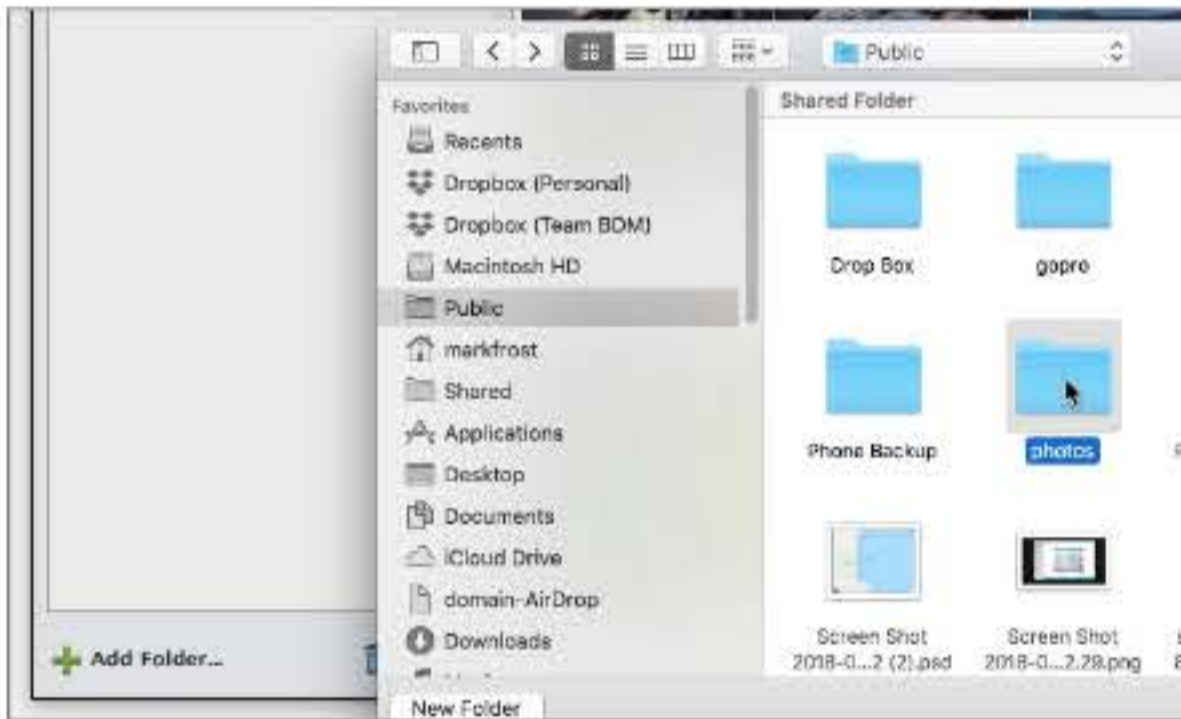 Public
Favorites
Shared Folder
Recents
Dropbox (Personal)
Dropbox (Team BDM)
Macintosh HD
Public
markfrost
Shared
Applications
Desktop
Documents
iCloud Drive
domain-AirDrop
Downloads
Drop Box
gopro
Phone Backup
photos
Screen Shot
2018-0...2 (2).psd
Screen Shot
2018-0...2.29.png
Add Folder...
New Folder